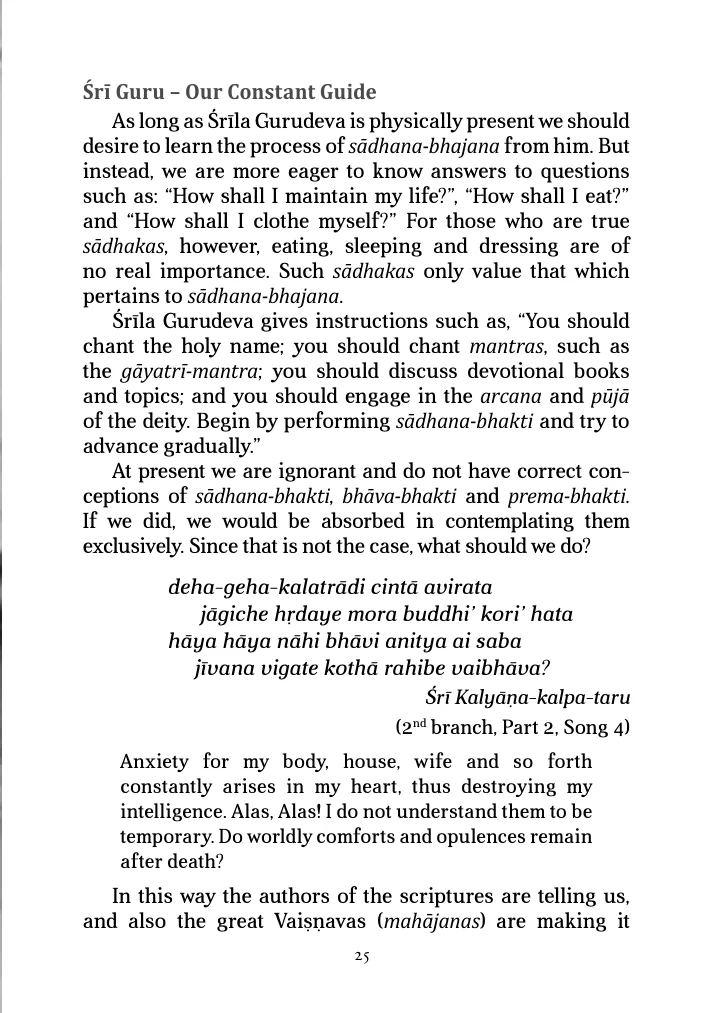 Śrī Guru – Our Constant Guide
As long as Śrīla Gurudeva is physically present we should
desire to learn the process of sādhana-bhajana from him. But
instead, we are more eager to know answers to questions
such as: “How shall I maintain my life?”, “How shall I eat?”
and “How shall I clothe myself?” For those who are true
sādhakas, however, eating, sleeping and dressing are of
no real importance. Such sādhakas only value that which
pertains to sādhana-bhajana.
Śrīla Gurudeva gives instructions such as, “You should
chant the holy name; you should chant mantras, such as
the gāyatrī-mantra; you should discuss devotional books
and topics; and you should engage in the arcana and pūjā
of the deity. Begin by performing sādhana-bhakti and try to
advance gradually.”
At present we are ignorant and do not have correct con-
ceptions of sādhana-bhakti, bhāva-bhakti and prema-bhakti.
If we did, we would be absorbed in contemplating them
exclusively. Since that is not the case, what should we do?
deha-geha-kalatrādi cintā avirata
jāgiche hṛdaye mora buddhi’ kori’ hata
hāya hāya nāhi bhāvi anitya ai saba
jīvana vigate kothā rahibe vaibhāva?
Śrī Kalyāṇa-kalpa-taru
(2nd branch, Part 2, Song 4)
Anxiety for my body, house, wife and so forth
constantly arises in my heart, thus destroying my
intelligence. Alas, Alas! I do not understand them to be
temporary. Do worldly comforts and opulences remain
after death?
In this way the authors of the scriptures are telling us,
and also the great Vaiṣṇavas (mahājanas) are making it
25